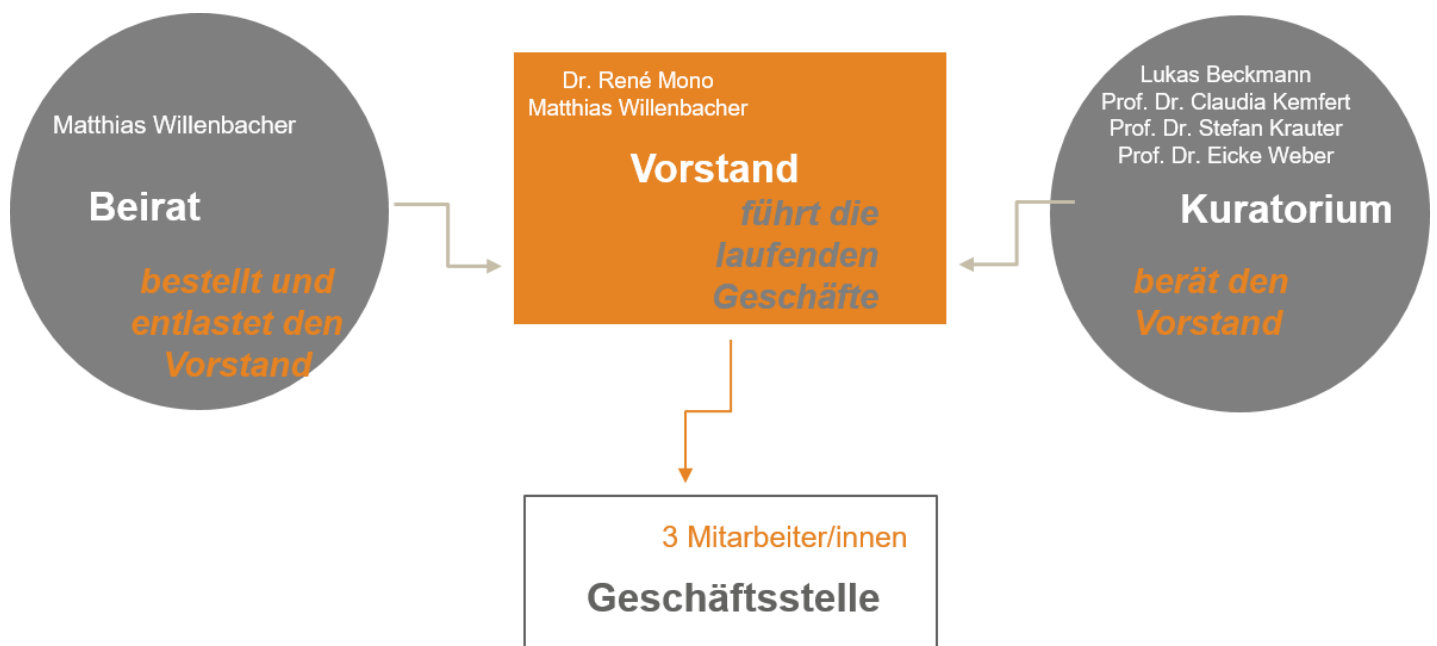 Matthias Willenbacher
Beirat
bestellt und
entlastet den
Vorstand
Dr. René Mono
Matthias Willenbacher
Vorstand
führt die
laufenden
Geschäfte
Lukas Beckmann
Prof. Dr. Claudia Kemfert
Prof. Dr. Stefan Krauter
Prof. Dr. Eicke Weber
Kuratorium
berät den
Vorstand
3 Mitarbeiter/innen
Geschäftsstelle